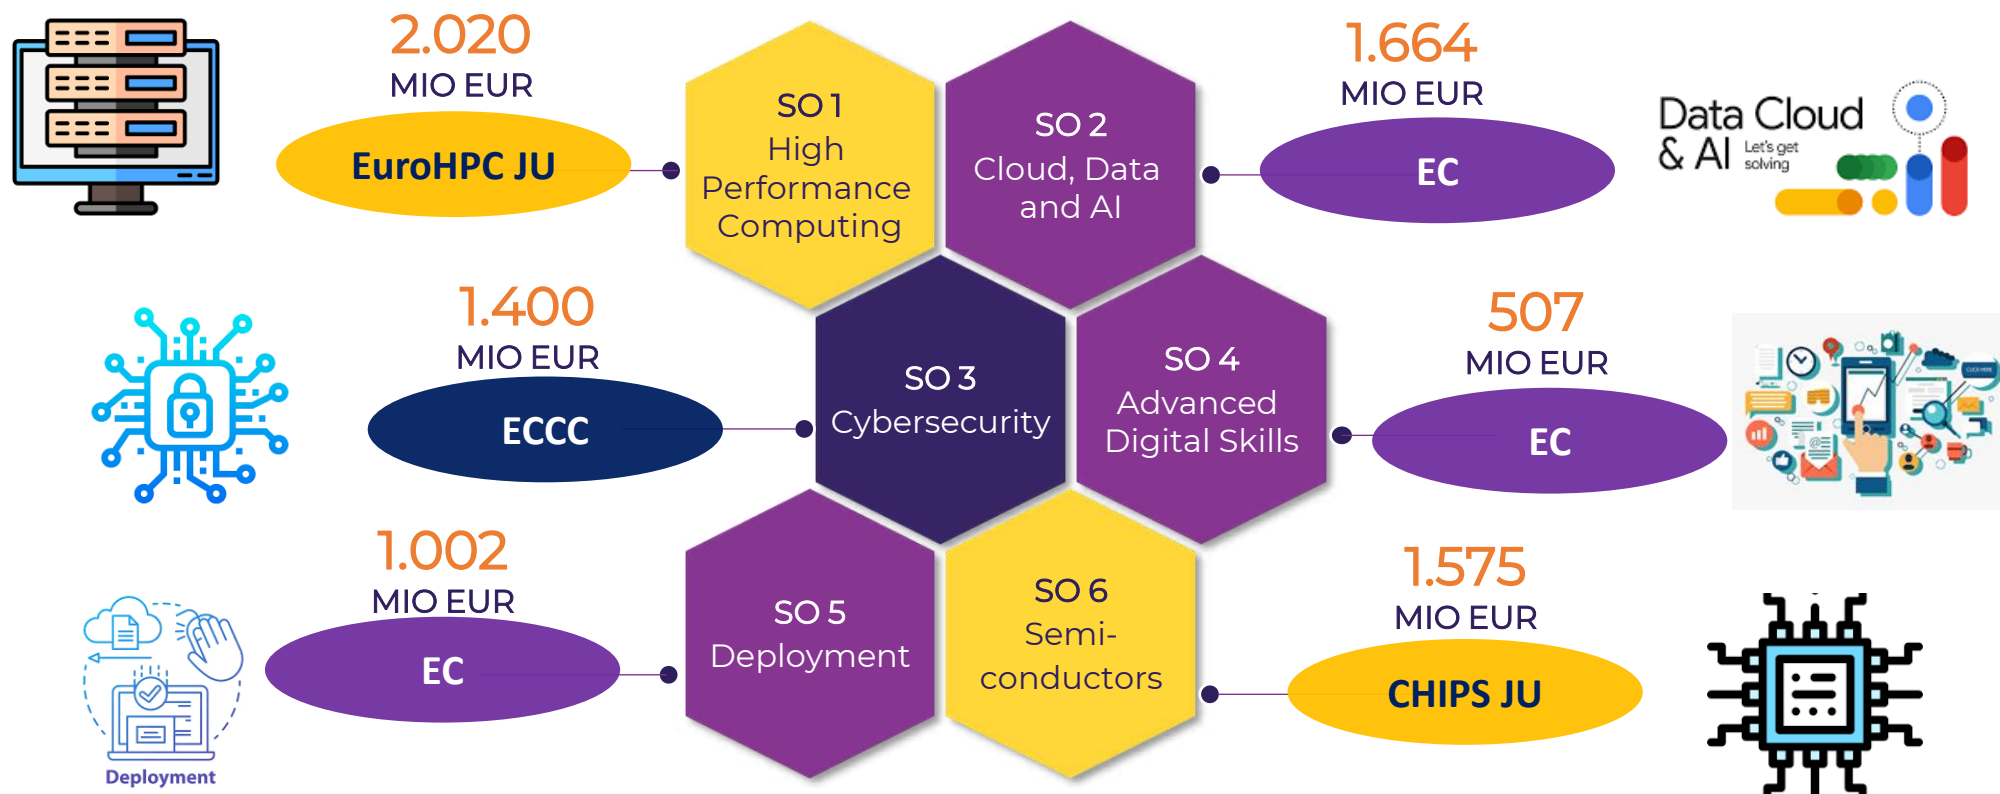 2.020
MIO EUR
EuroHPC JU
SO 1
High
Performance
Computing
SO 2
Cloud, Data
and AI
1.664
MIO EUR
EC
Data Cloud
& AI Let's get
solving
1.400
MIO EUR
ECCC
SO 3
Cybersecurity
SO 4
Advanced
Digital Skills
507
MIO EUR
EC
CLICK HERE
1.002
MIO EUR
EC
Deployment
SO 5
Deployment
SO 6
Semi-
conductors
1.575
MIO EUR
CHIPS JU